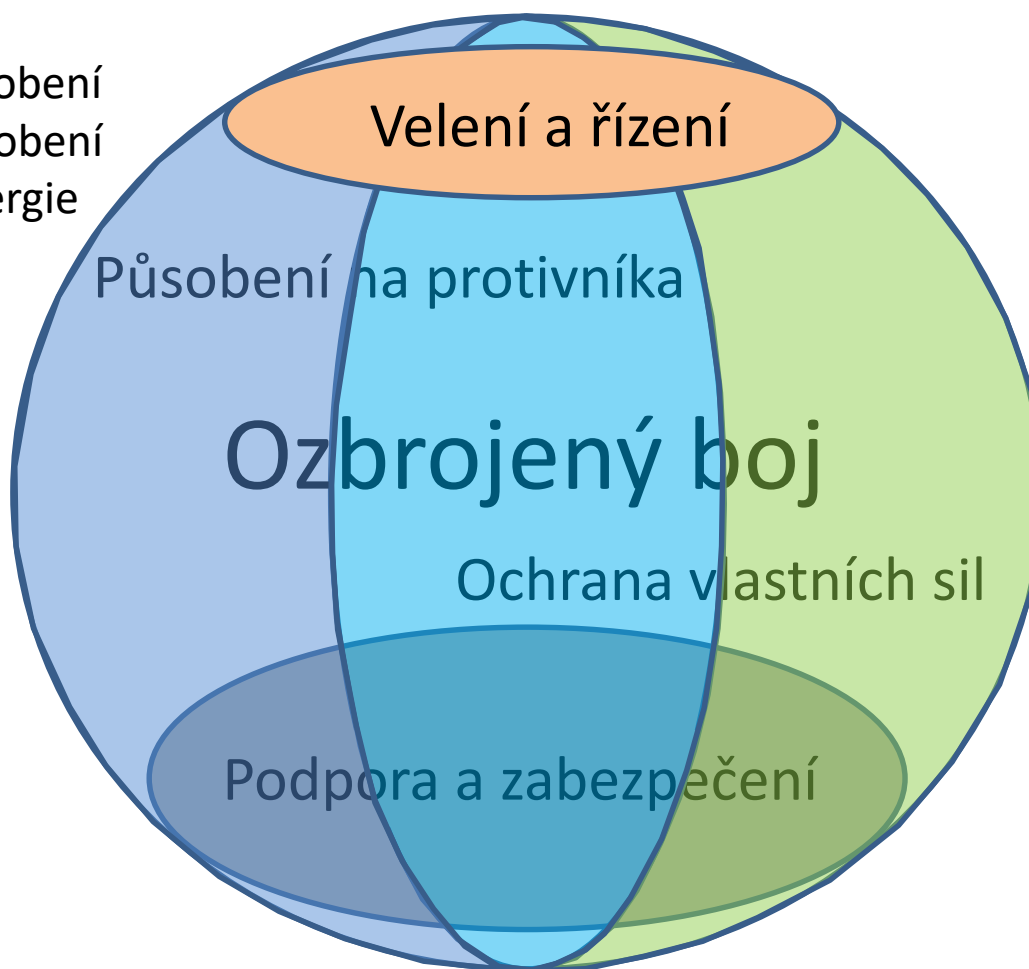 obení
obení
ergie
Velení a řízení
Působení na protivníka
Ozbrojený boj
Ochrana vlastních sil
Podpora a zabezpečení